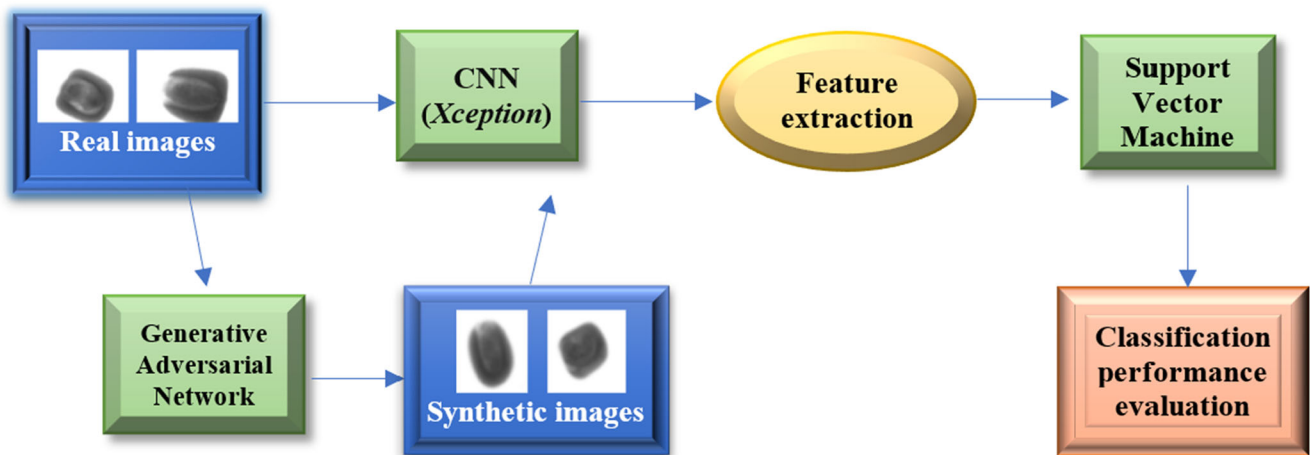 Real images
CNN
(Xception)
Feature
extraction
Support
Vector
Machine
Generative
Adversarial
Network
Synthetic images
Classification
performance
evaluation